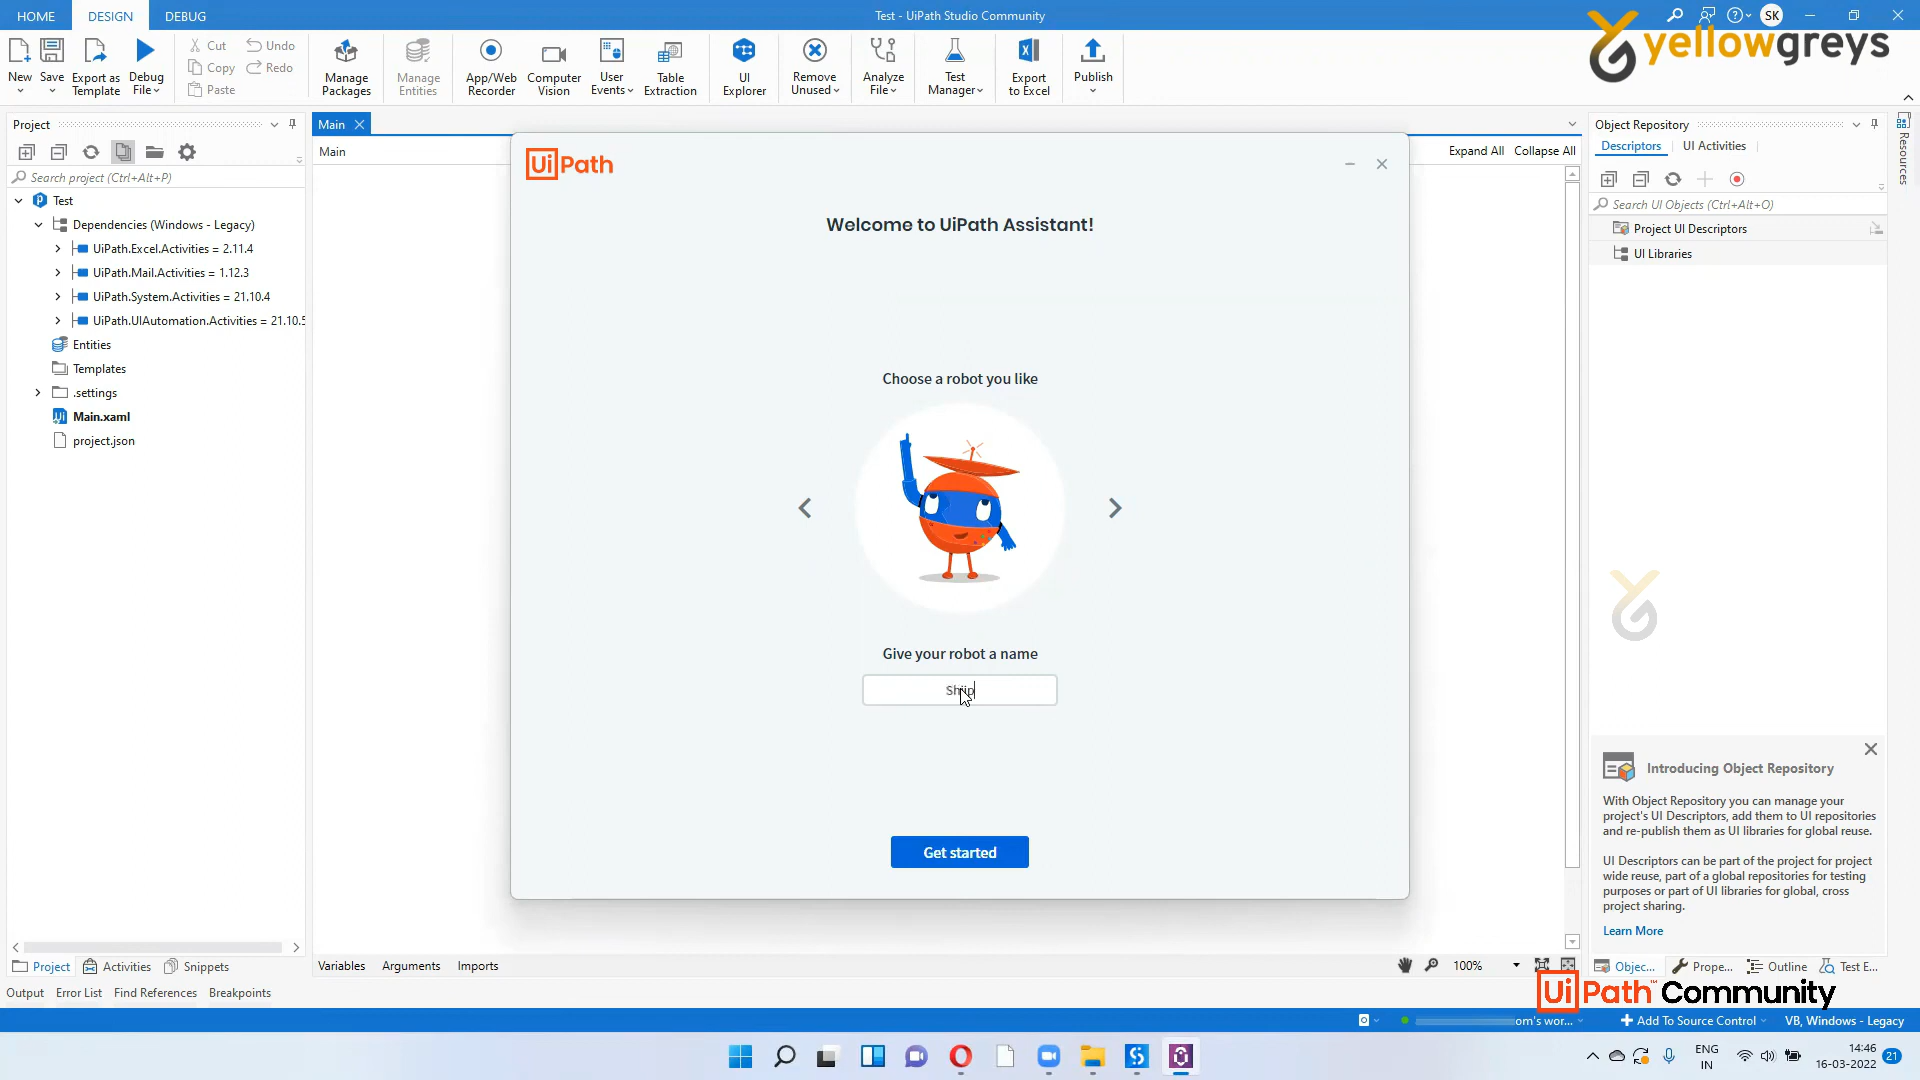 HOME DESIGN DEBUG
Test - UiPath Studio Community
SK
yellowgreys
New
Save
Export as Template
Debug File
Cut
Copy
Paste
Undo
Redo
Manage Packages
Manage Entities
App/Web Recorder
Computer Vision
User Events
Table Extraction
UI Explorer
Remove Unused
Analyze File
Test Manager
Export to Excel
Publish
Project
Search project (Ctrl+Alt+P)
Test
Dependencies (Windows - Legacy)
UiPath.Excel.Activities = 2.11.4
UiPath.Mail.Activities = 1.12.3
UiPath.System.Activities = 21.10.4
UiPath.UIAutomation.Activities = 21.10.5
Entities
Templates
.settings
Main.xaml
project.json
Main
Main
Expand All Collapse All
UiPath
Welcome to UiPath Assistant!
Choose a robot you like
Give your robot a name
Get started
Object Repository
Descriptors UI Activities
Search UI Objects (Ctrl+Alt+O)
Project UI Descriptors
UI Libraries
Resources
Introducing Object Repository
With Object Repository you can manage your
project's UI Descriptors, add them to UI repositories
and re-publish them as UI libraries for global reuse.
UI Descriptors can be part of the project for project
wide reuse, part of a global repositories for testing
purposes or part of UI libraries for global, cross
project sharing.
Learn More
Project Activities Snippets
Variables Arguments Imports
100%
Objec... Prope... Outline Test E...
Output Error List Find References Breakpoints
UiPath™ Community
om's wor...
Add To Source Control
VB, Windows - Legacy
ENG
IN
14:46
16-03-2022
21